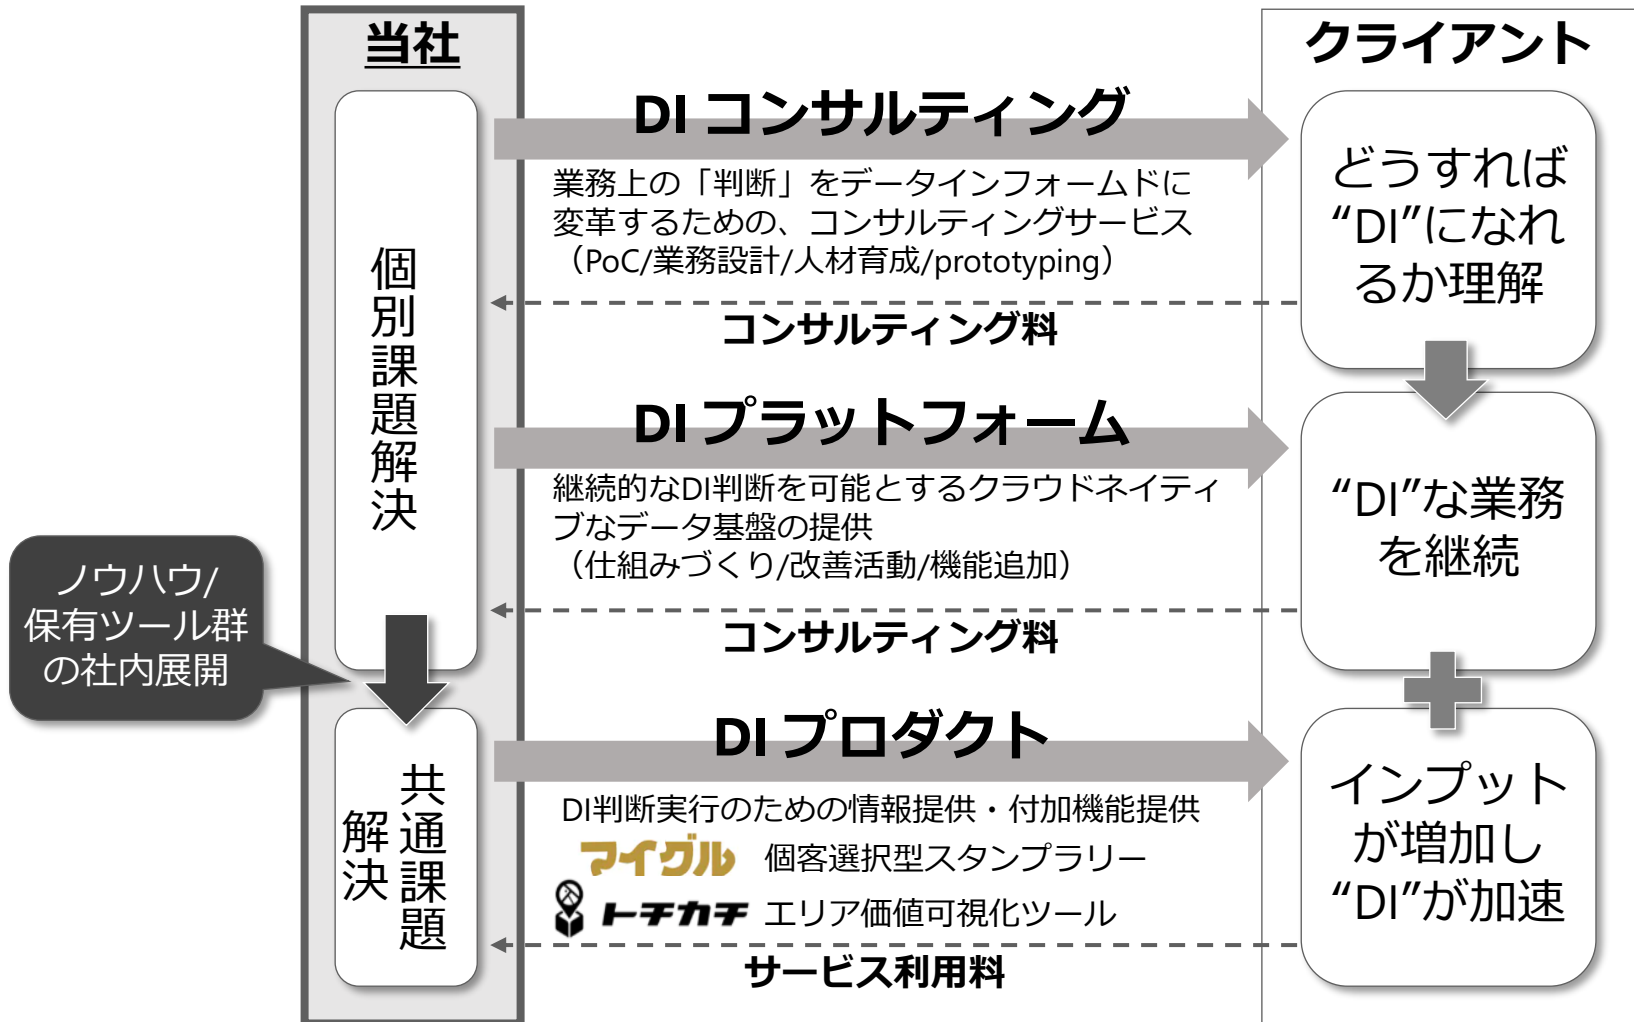 当社
クライアント
個別課題解決
DI コンサルティング
業務上の「判断」をデータインフォームドに
変革するための、コンサルティングサービス
（PoC/業務設計/人材育成/prototyping）
コンサルティング料
どうすれば
“DI”になれ
るか理解
DI プラットフォーム
継続的なDI判断を可能とするクラウドネイティ
ブなデータ基盤の提供
（仕組みづくり/改善活動/機能追加）
コンサルティング料
“DI”な業務
を継続
ノウハウ/
保有ツール群
の社内展開
共通課題
解決
DI プロダクト
DI判断実行のための情報提供・付加機能提供
マイグル 個客選択型スタンプラリー
トチカチ エリア価値可視化ツール
サービス利用料
インプット
が増加し
“DI”が加速